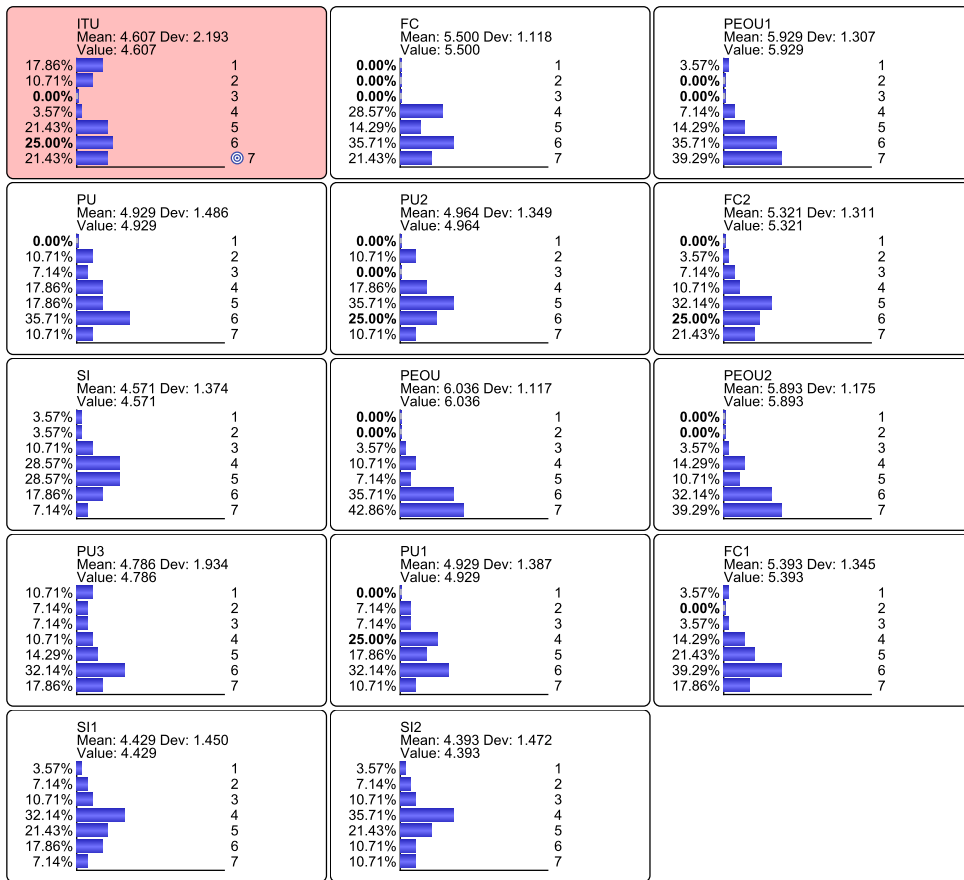 ITU
Mean: 4.607 Dev: 2.193
Value: 4.607
17.86% 1
10.71% 2
0.00% 3
3.57% 4
21.43% 5
25.00% 6
21.43% 7
FC
Mean: 5.500 Dev: 1.118
Value: 5.500
0.00% 1
0.00% 2
0.00% 3
28.57% 4
14.29% 5
35.71% 6
21.43% 7
PEOU1
Mean: 5.929 Dev: 1.307
Value: 5.929
3.57% 1
0.00% 2
0.00% 3
7.14% 4
14.29% 5
35.71% 6
39.29% 7
PU
Mean: 4.929 Dev: 1.486
Value: 4.929
0.00% 1
10.71% 2
7.14% 3
17.86% 4
17.86% 5
35.71% 6
10.71% 7
PU2
Mean: 4.964 Dev: 1.349
Value: 4.964
0.00% 1
10.71% 2
0.00% 3
17.86% 4
35.71% 5
25.00% 6
10.71% 7
FC2
Mean: 5.321 Dev: 1.311
Value: 5.321
0.00% 1
3.57% 2
7.14% 3
10.71% 4
32.14% 5
25.00% 6
21.43% 7
SI
Mean: 4.571 Dev: 1.374
Value: 4.571
3.57% 1
3.57% 2
10.71% 3
28.57% 4
28.57% 5
17.86% 6
7.14% 7
PEOU
Mean: 6.036 Dev: 1.117
Value: 6.036
0.00% 1
0.00% 2
3.57% 3
10.71% 4
7.14% 5
35.71% 6
42.86% 7
PEOU2
Mean: 5.893 Dev: 1.175
Value: 5.893
0.00% 1
0.00% 2
3.57% 3
14.29% 4
10.71% 5
32.14% 6
39.29% 7
PU3
Mean: 4.786 Dev: 1.934
Value: 4.786
10.71% 1
7.14% 2
7.14% 3
10.71% 4
14.29% 5
32.14% 6
17.86% 7
PU1
Mean: 4.929 Dev: 1.387
Value: 4.929
0.00% 1
7.14% 2
7.14% 3
25.00% 4
17.86% 5
32.14% 6
10.71% 7
FC1
Mean: 5.393 Dev: 1.345
Value: 5.393
3.57% 1
0.00% 2
3.57% 3
14.29% 4
21.43% 5
39.29% 6
17.86% 7
SI1
Mean: 4.429 Dev: 1.450
Value: 4.429
3.57% 1
7.14% 2
10.71% 3
32.14% 4
21.43% 5
17.86% 6
7.14% 7
SI2
Mean: 4.393 Dev: 1.472
Value: 4.393
3.57% 1
7.14% 2
10.71% 3
35.71% 4
21.43% 5
10.71% 6
10.71% 7